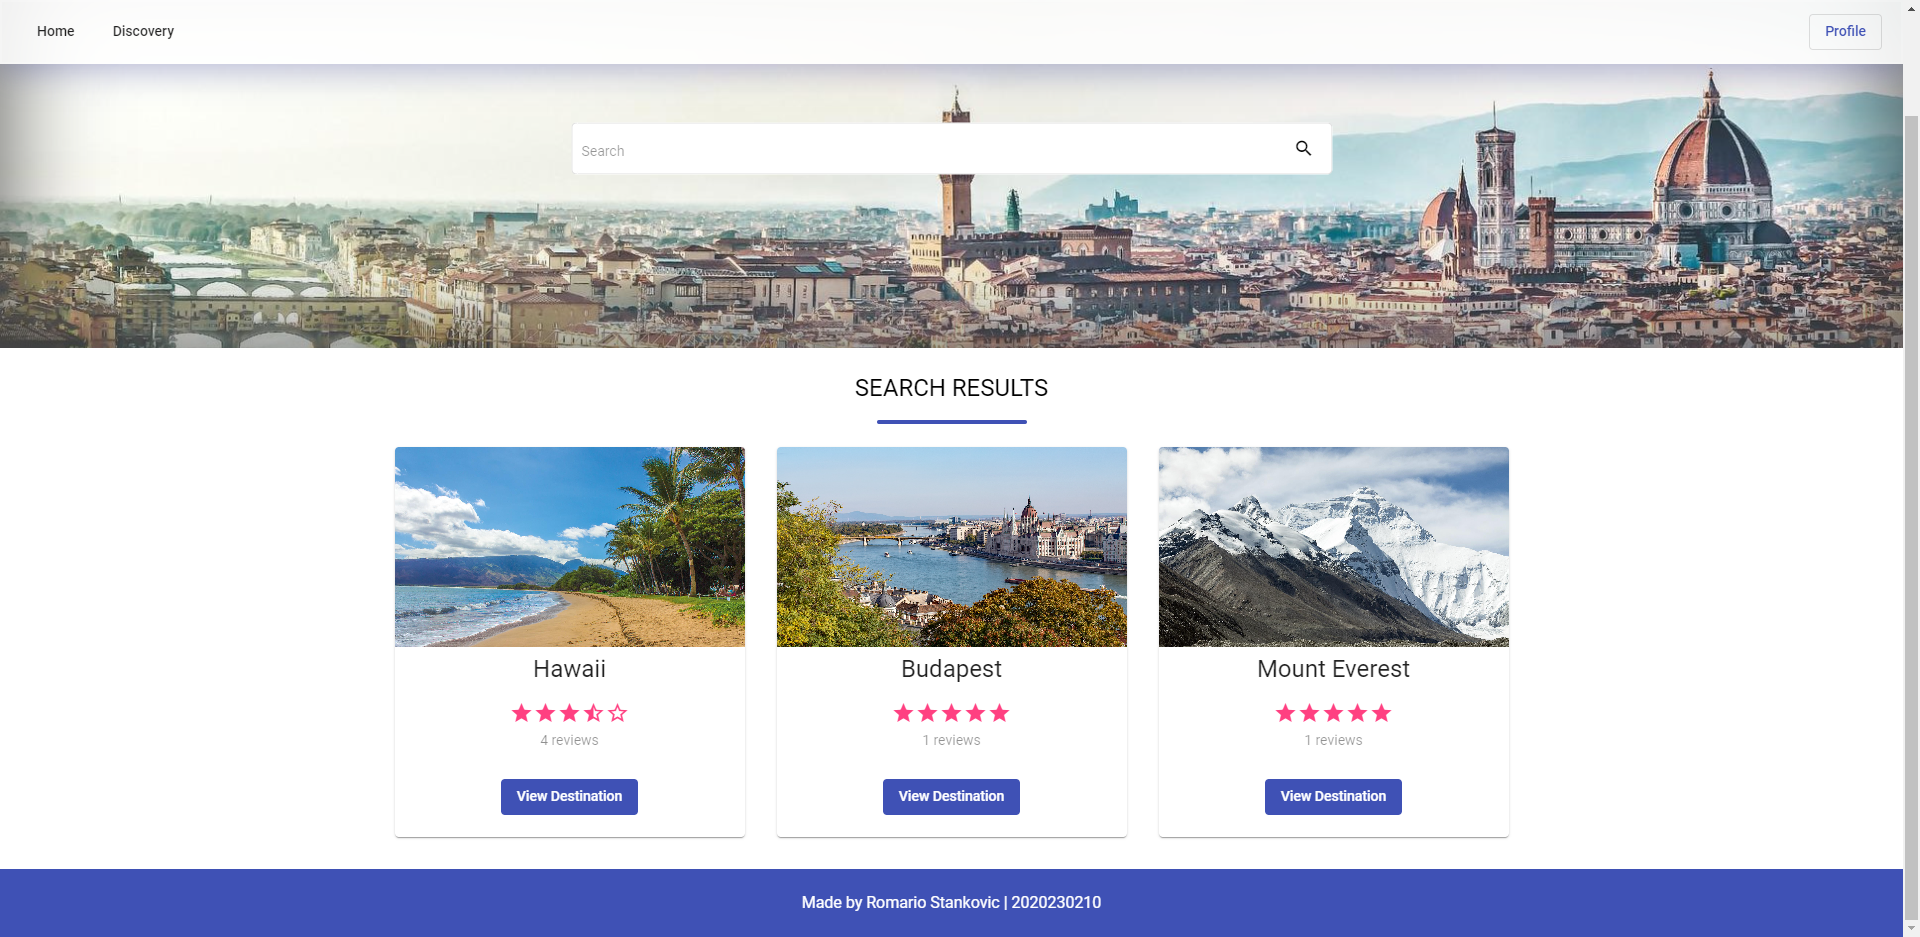 Home
Discovery
Profile
Search
SEARCH RESULTS
Hawaii
4 reviews
View Destination
Budapest
1 reviews
View Destination
Mount Everest
1 reviews
View Destination
Made by Romario Stankovic | 2020230210